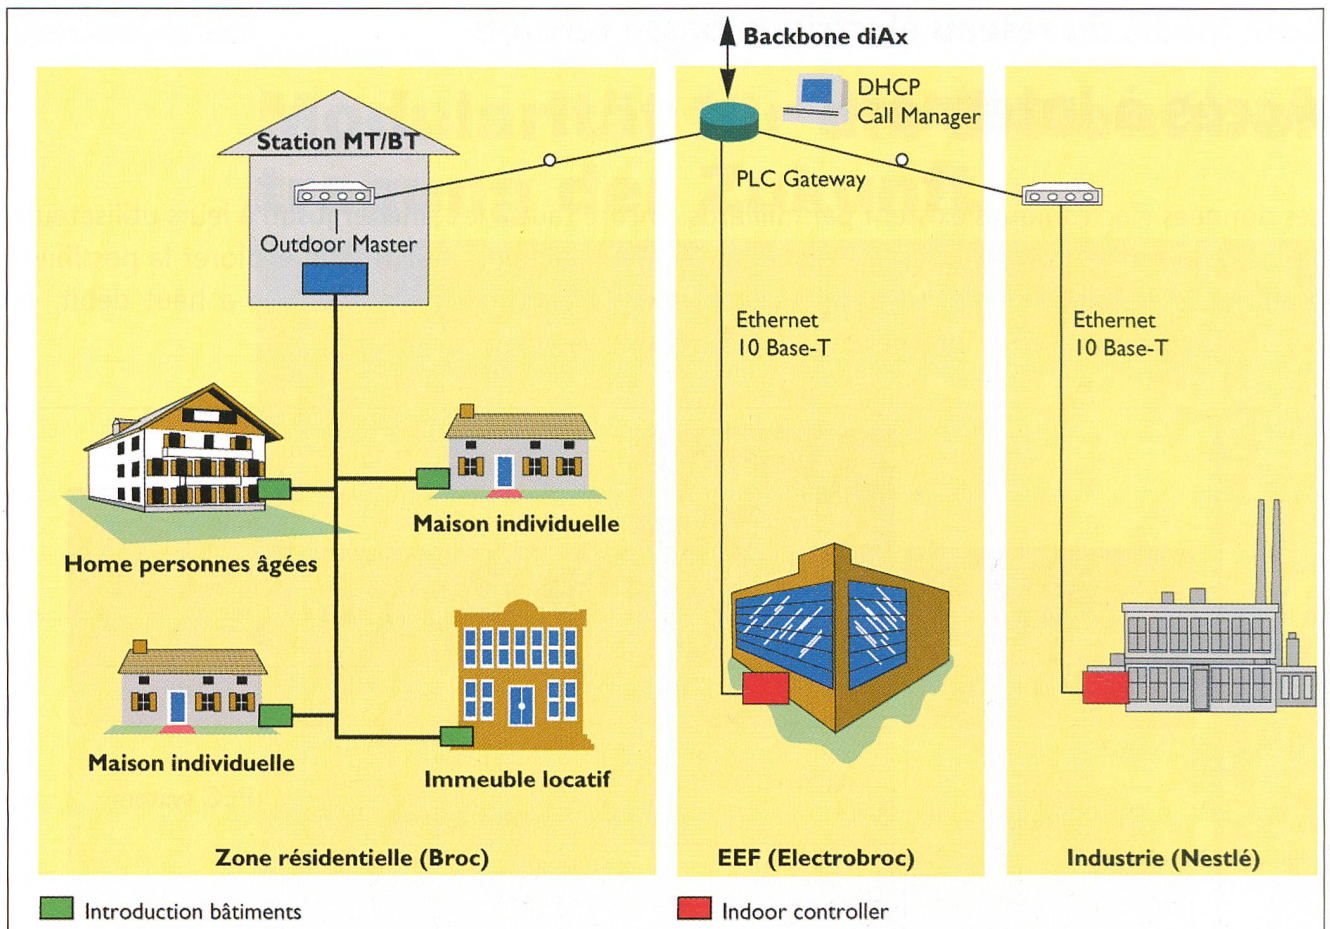 Backbone diAx
DHCP
Call Manager
Station MT/BT
PLC Gateway
Outdoor Master
Ethernet
10 Base-T
Ethernet
10 Base-T
Maison individuelle
Home personnes âgées
Maison individuelle
Immeuble locatif
Zone résidentielle (Broc)
EEF (Electrobroc)
Industrie (Nestlé)
Introduction bâtiments
Indoor controller